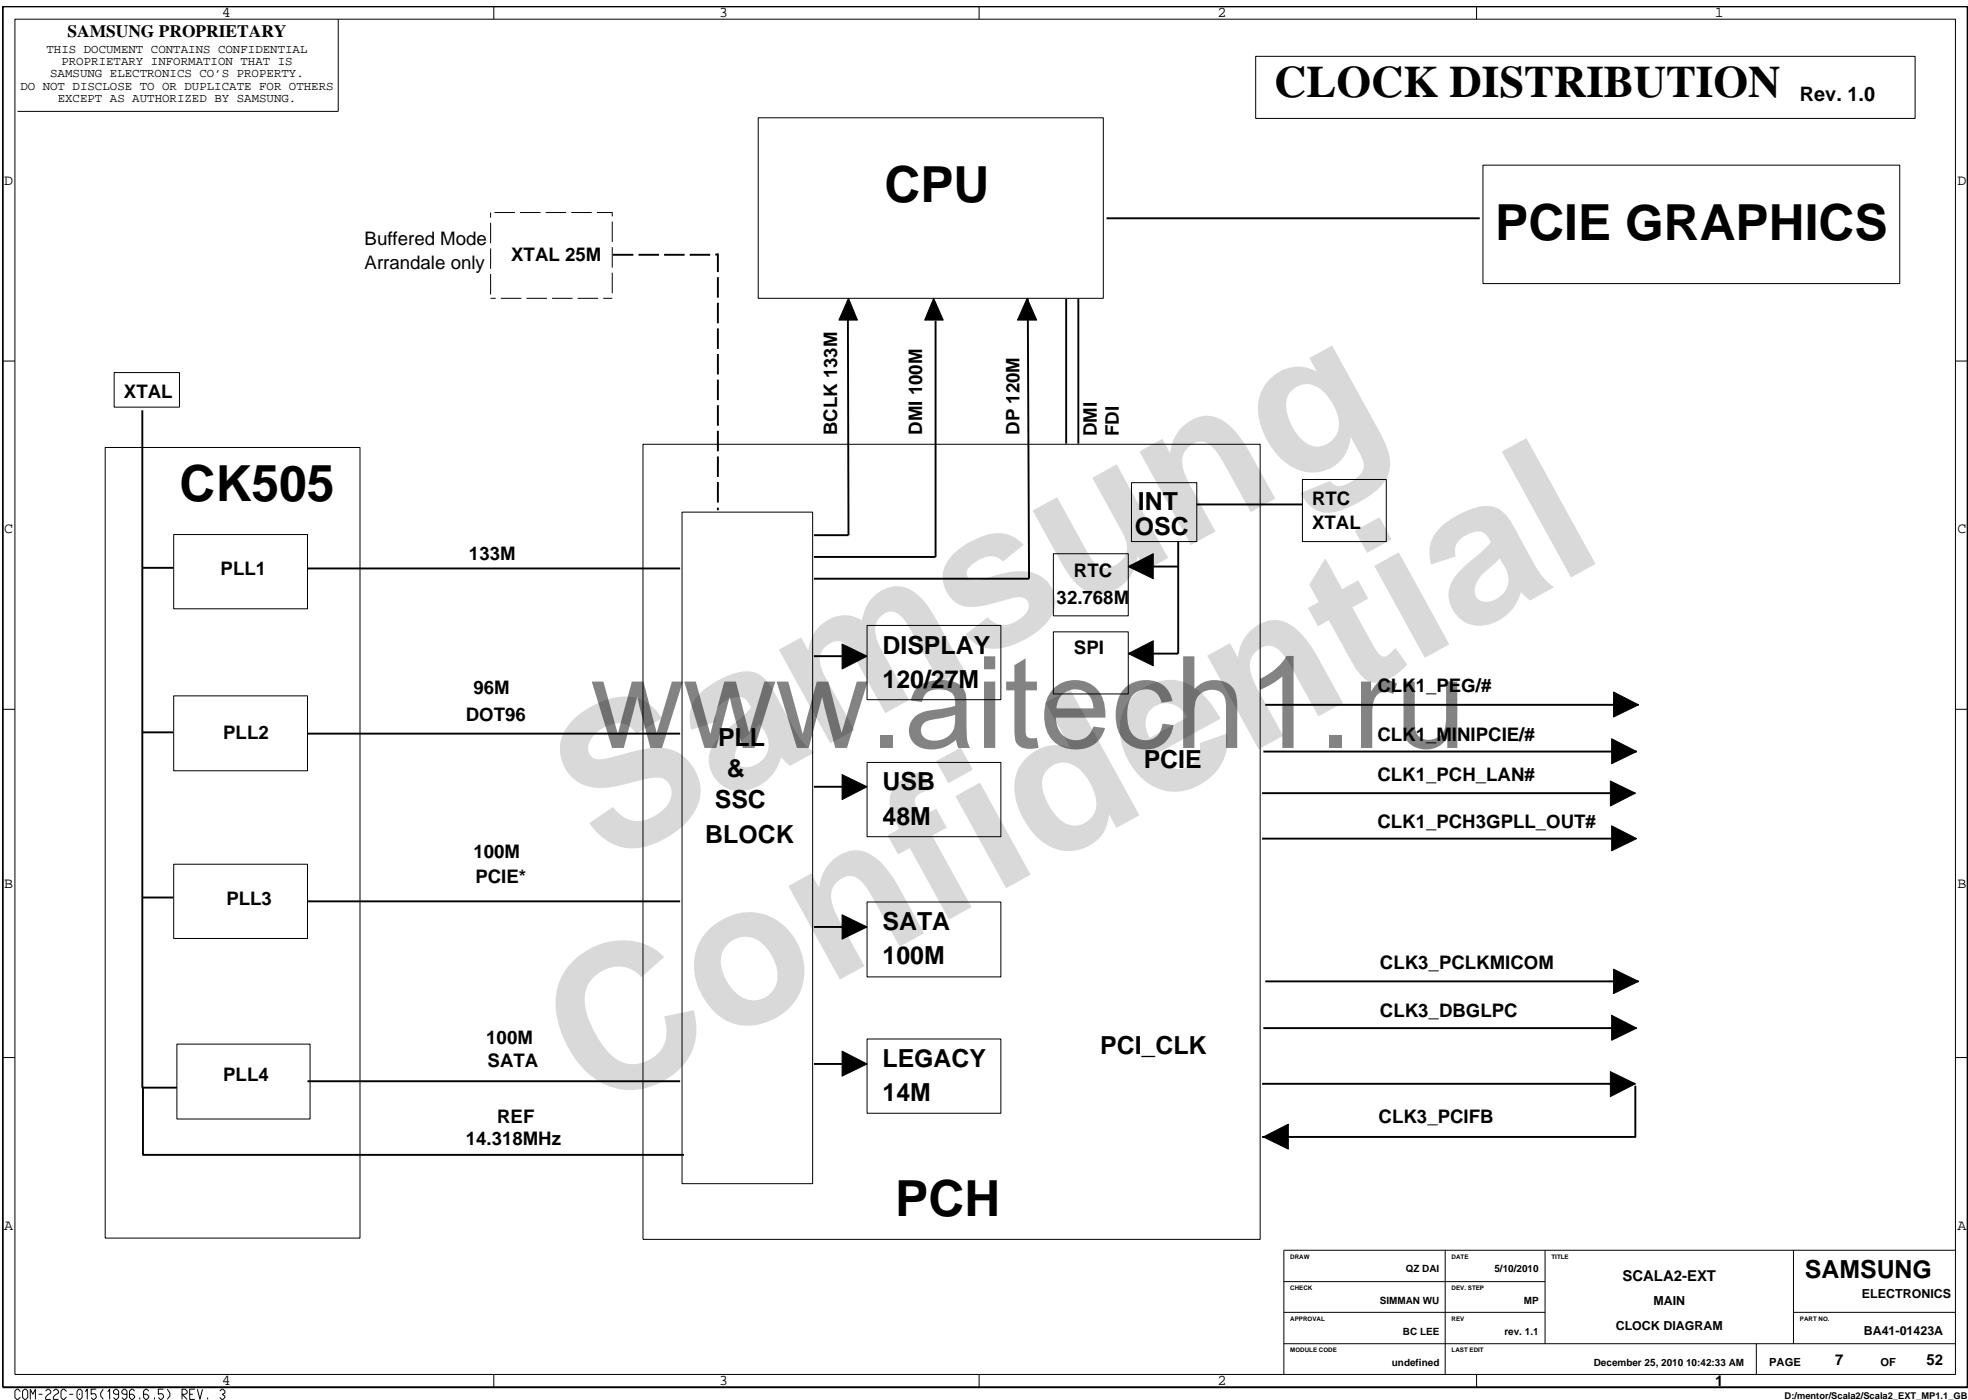 4 3 2 1
SAMSUNG PROPRIETARY
THIS DOCUMENT CONTAINS CONFIDENTIAL
PROPRIETARY INFORMATION THAT IS
SAMSUNG ELECTRONICS CO'S PROPERTY.
DO NOT DISCLOSE TO OR DUPLICATE FOR OTHERS
EXCEPT AS AUTHORIZED BY SAMSUNG.
CLOCK DISTRIBUTION Rev. 1.0
D D
CPU
PCIE GRAPHICS
Buffered Mode
Arrandale only
XTAL 25M
BCLK 133M
DMI 100M
DP 120M
DMI
FDI
XTAL
CK505
C C
INT
OSC
RTC
XTAL
PLL1
133M
RTC
32.768M
SPI
DISPLAY
120/27M
PLL2
96M
DOT96
PLL
&
SSC
BLOCK
USB
48M
PCIE
CLK1_PEG/#
CLK1_MINIPCIE/#
CLK1_PCH_LAN#
CLK1_PCH3GPLL_OUT#
Samsung
Confidential
www.aitech1.ru
B B
PLL3
100M
PCIE*
SATA
100M
CLK3_PCLKMICOM
CLK3_DBGLPC
PCI_CLK
PLL4
100M
SATA
LEGACY
14M
REF
14.318MHz
CLK3_PCIFB
PCH
A A
DRAW
QZ DAI
DATE
5/10/2010
TITLE
SCALA2-EXT
MAIN
CLOCK DIAGRAM
SAMSUNG
ELECTRONICS
CHECK
SIMMAN WU
DEV. STEP
MP
APPROVAL
BC LEE
REV
rev. 1.1
PART NO.
BA41-01423A
MODULE CODE
undefined
LAST EDIT
December 25, 2010 10:42:33 AM
PAGE 7 OF 52
4 3 2 1
COM-22C-015(1996.6.5) REV. 3
D:/mentor/Scala2/Scala2_EXT_MP1.1_GB